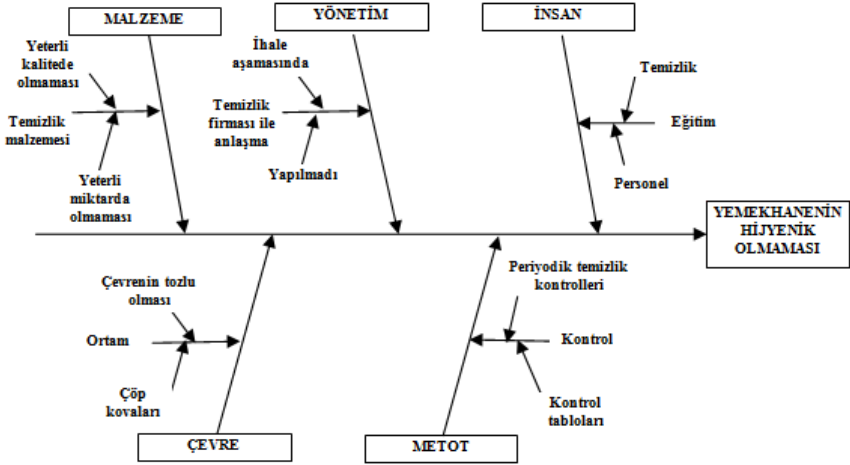 MALZEME
YÖNETİM
İNSAN
Yeterli
kalitede
olmaması
Temizlik
malzemesi
Yeterli
miktarda
olmaması
İhale
aşamasında
Temizlik
firması ile
anlaşma
Yapılmadı
Temizlik
Eğitim
Personel
YEMEKHANENİN
HİJYENİK
OLMAMASI
Çevrenin tozlu
olması
Ortam
Çöp
kovaları
Periyodik temizlik
kontrolleri
Kontrol
Kontrol
tabloları
ÇEVRE
METOT